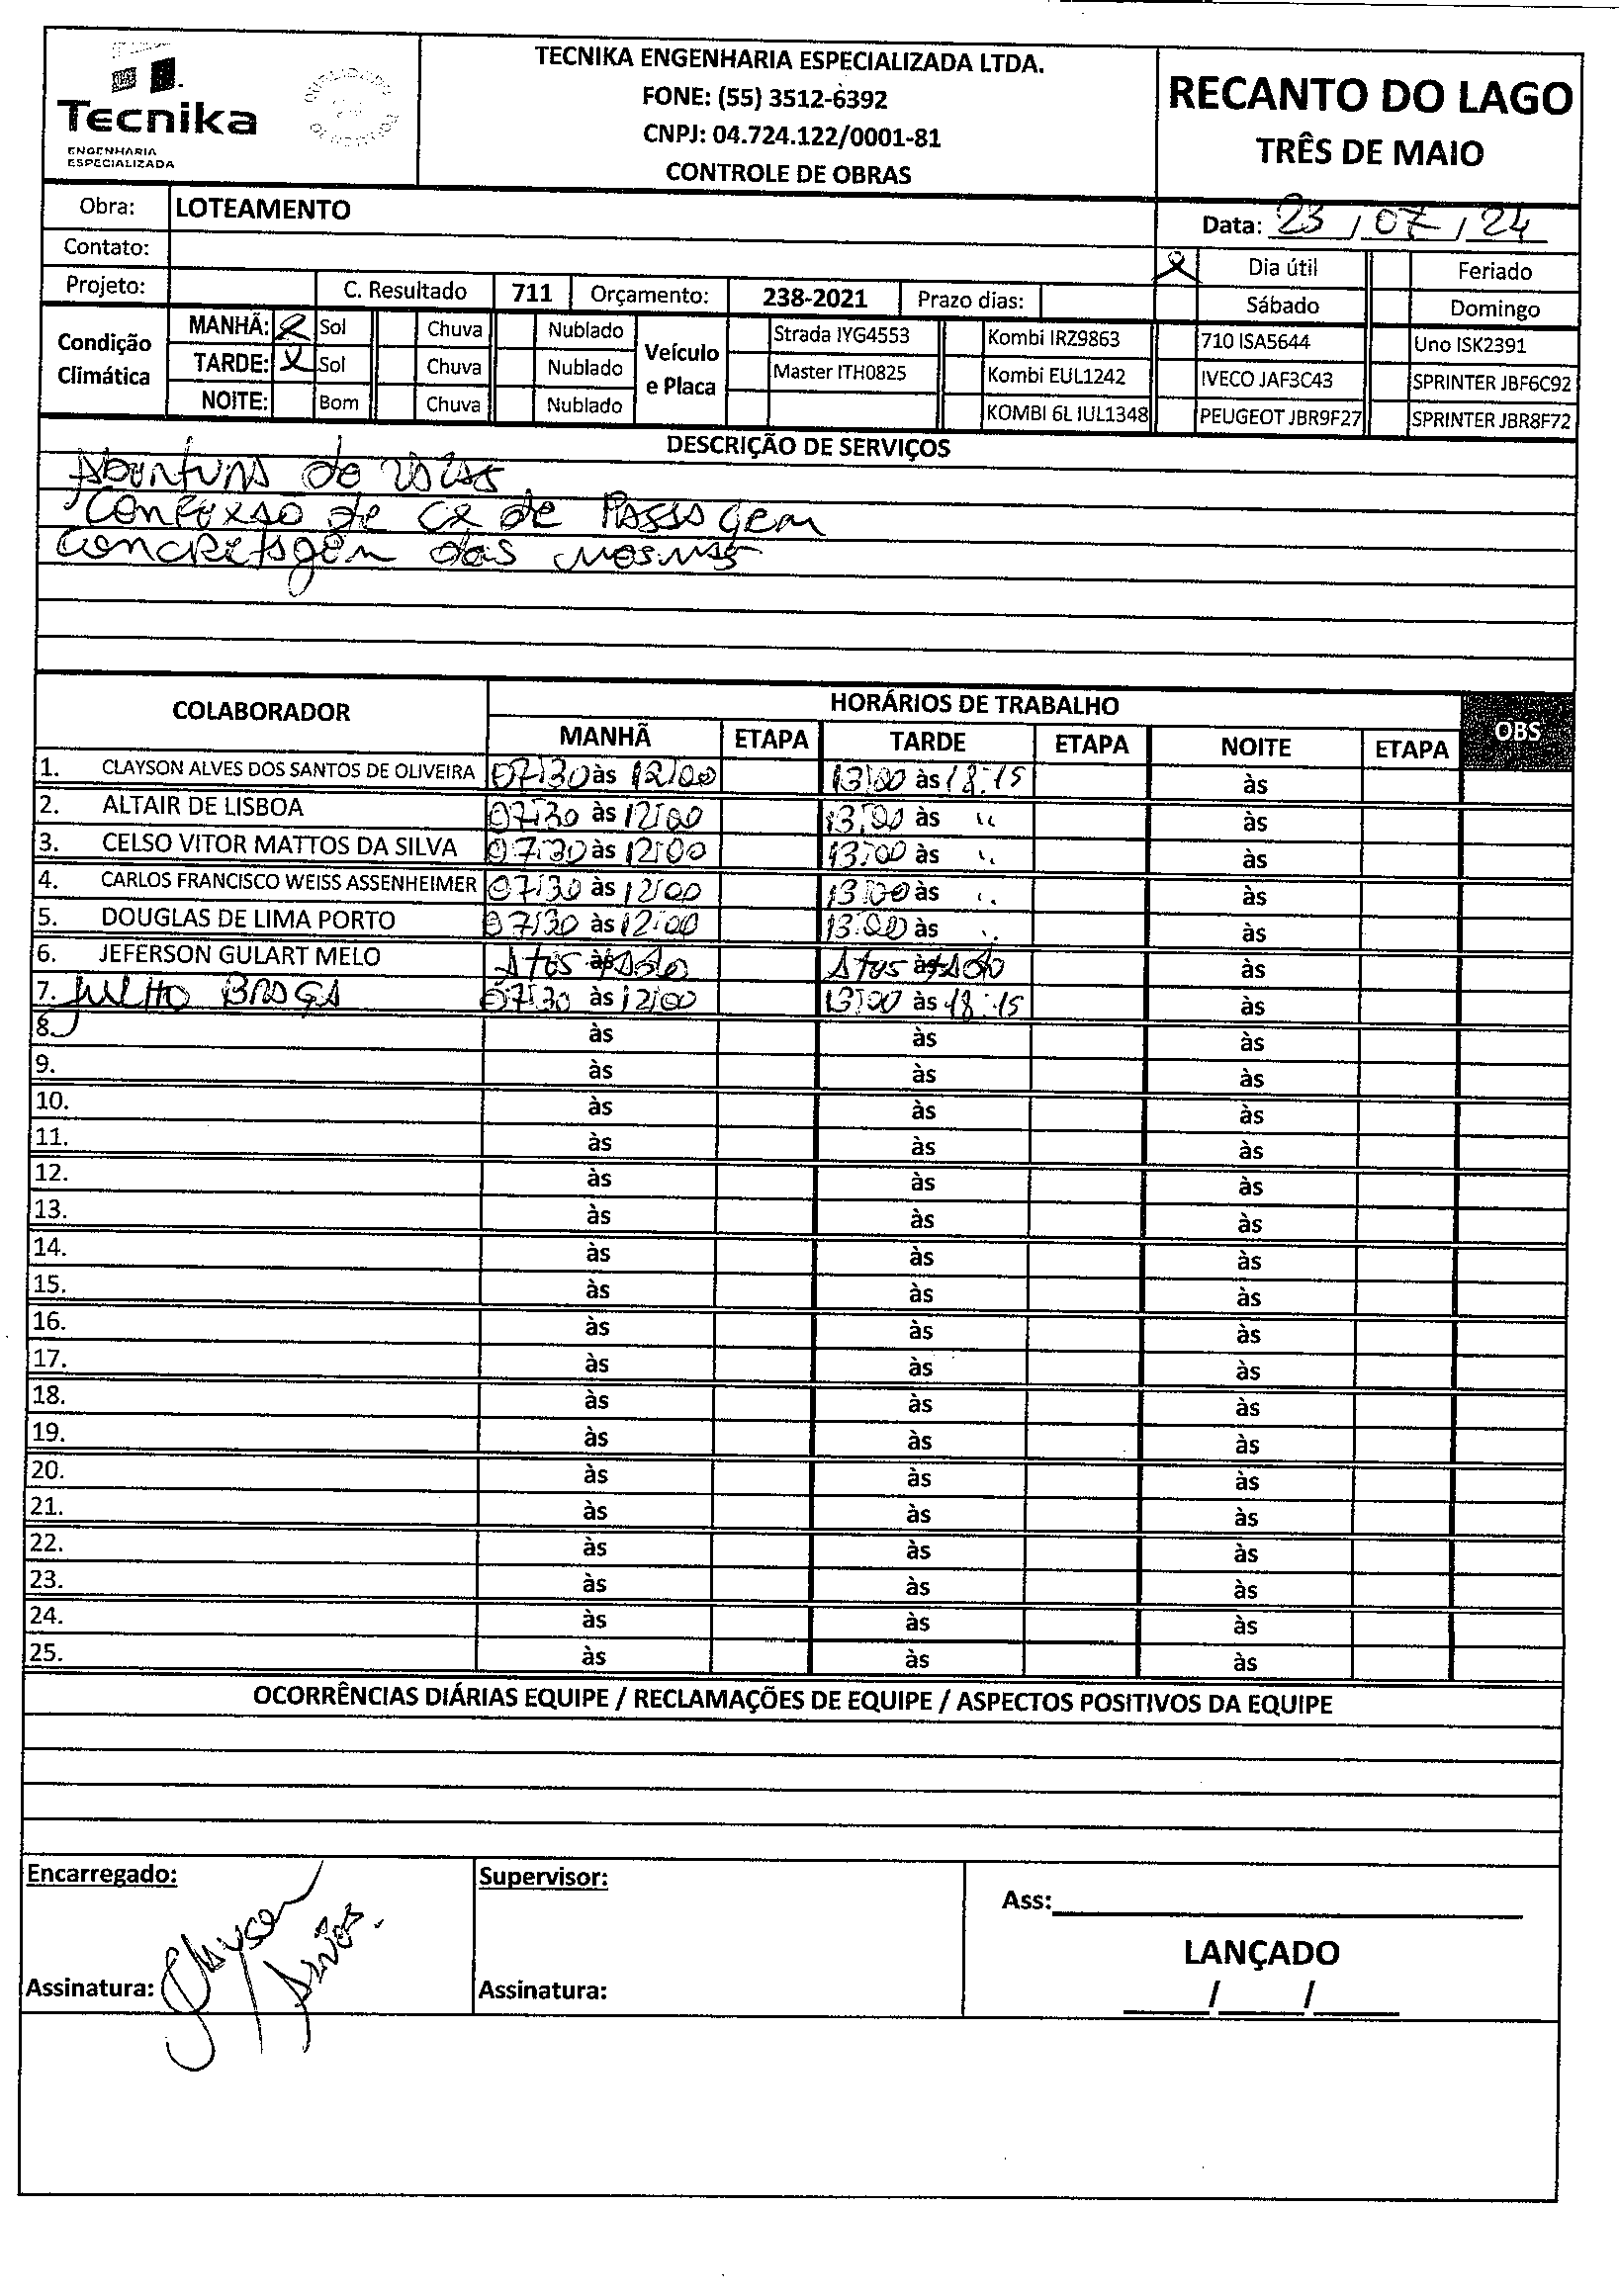 Tecnika
ENGENHARIA
ESPECIALIZADA
TECNIKA ENGENHARIA ESPECIALIZADA LTDA.
FONE: (55) 3512-6392
CNPJ: 04.724.122/0001-81
CONTROLE DE OBRAS
RECANTO DO LAGO
TRÊS DE MAIO
Obra: LOTEAMENTO
Data: 23 / 07 / 24
Contato:
X Dia útil Feriado
Projeto: C. Resultado 711 Orçamento: 238-2021 Prazo dias: Sábado Domingo
Condição Climática
MANHÃ: X Sol Chuva Nublado
TARDE: X Sol Chuva Nublado
NOITE: Bom Chuva Nublado
Veículo e Placa
Strada IYG4553 Kombi IRZ9863 710 ISA5644 Uno ISK2391
Master ITH0825 Kombi EUL1242 IVECO JAF3C43 SPRINTER JBF6C92
KOMBI 6L IUL1348 PEUGEOT JBR9F27 SPRINTER JBR8F72
DESCRIÇÃO DE SERVIÇOS
Abertura de valas
Conexso de cx de Passagem
Concretagem das mesmas
COLABORADOR HORÁRIOS DE TRABALHO OBS
MANHÃ ETAPA TARDE ETAPA NOITE ETAPA
1. CLAYSON ALVES DOS SANTOS DE OLIVEIRA 07:30 às 12:00 13:00 às 18:15 às
2. ALTAIR DE LISBOA 07:30 às 12:00 13:00 às " às
3. CELSO VITOR MATTOS DA SILVA 07:30 às 12:00 13:00 às " às
4. CARLOS FRANCISCO WEISS ASSENHEIMER 07:30 às 12:00 13:00 às " às
5. DOUGLAS DE LIMA PORTO 07:30 às 12:00 13:00 às " às
6. JEFERSON GULART MELO às às às
7. Julho BRAGA 07:30 às 12:00 13:00 às 18:15 às
8. às às às
9. às às às
10. às às às
11. às às às
12. às às às
13. às às às
14. às às às
15. às às às
16. às às às
17. às às às
18. às às às
19. às às às
20. às às às
21. às às às
22. às às às
23. às às às
24. às às às
25. às às às
OCORRÊNCIAS DIÁRIAS EQUIPE / RECLAMAÇÕES DE EQUIPE / ASPECTOS POSITIVOS DA EQUIPE
Encarregado: Supervisor: Ass:
LANÇADO
Assinatura: Clayson Alves. Assinatura: / /